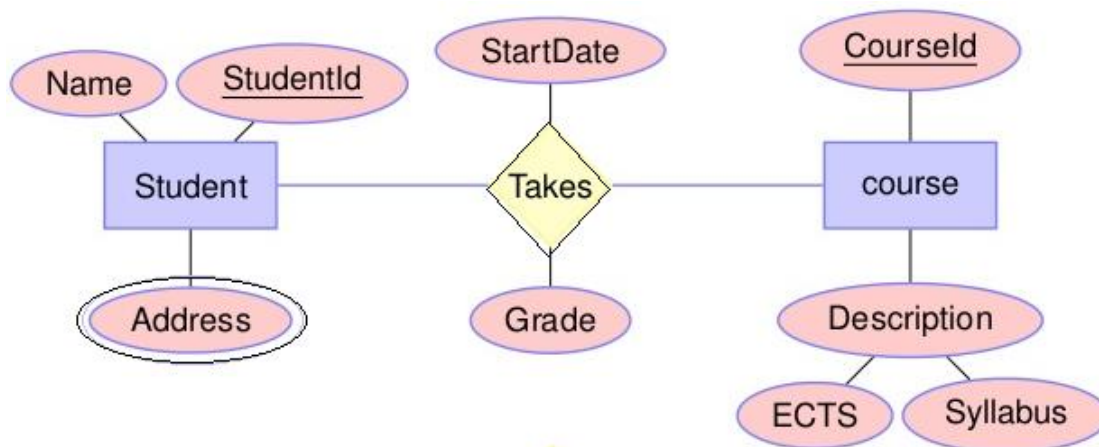 StartDate
CourseId
Name
StudentId
Student
Takes
course
Address
Grade
Description
ECTS
Syllabus